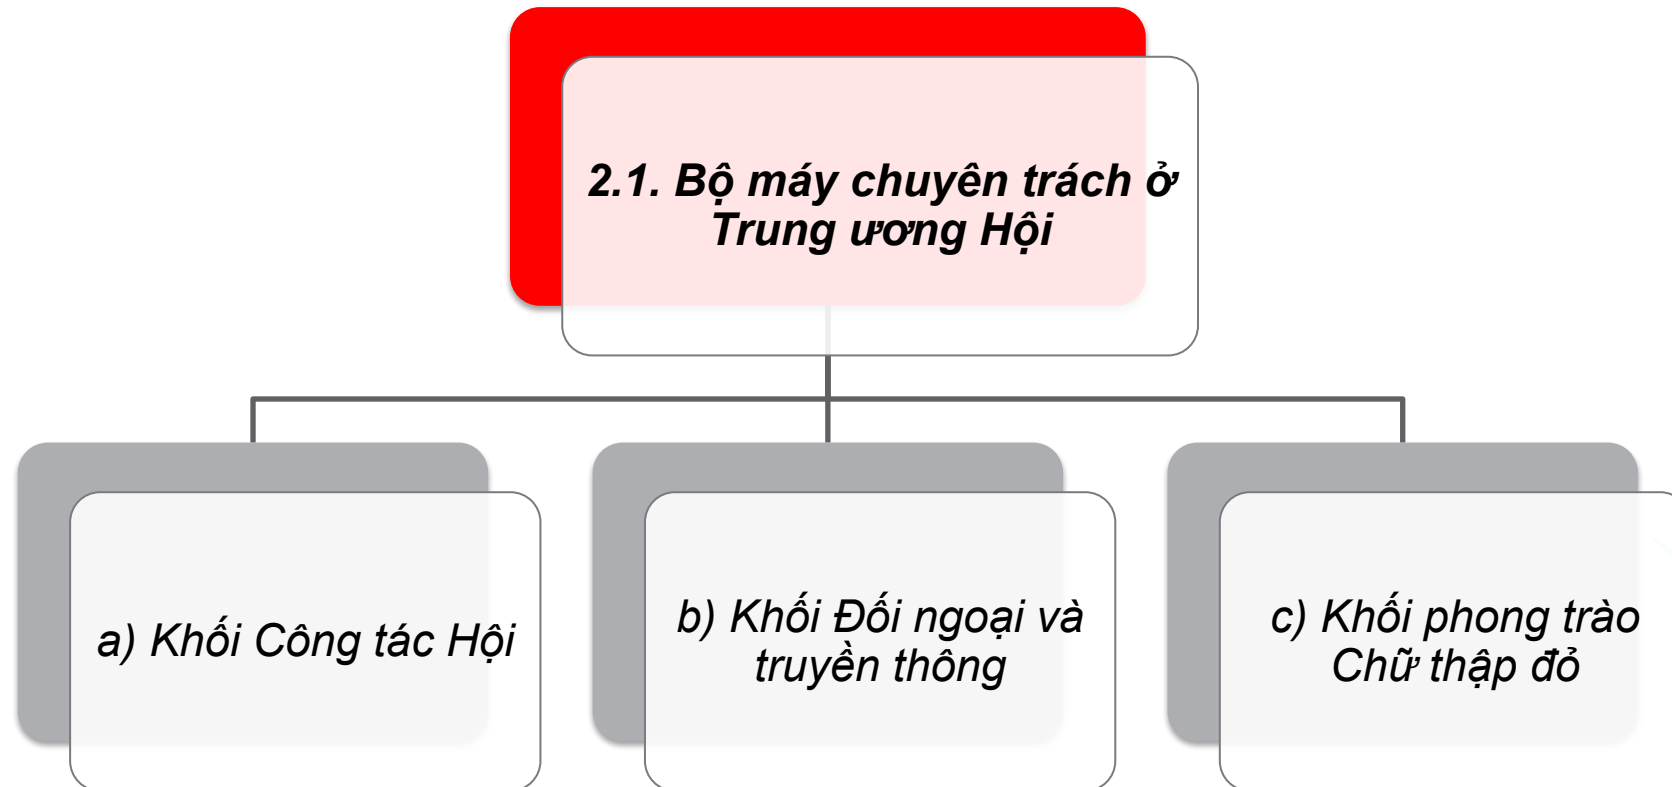 2.1. Bộ máy chuyên trách ở
Trung ương Hội
a) Khối Công tác Hội
b) Khối Đối ngoại và
truyền thông
c) Khối phong trào
Chữ thập đỏ